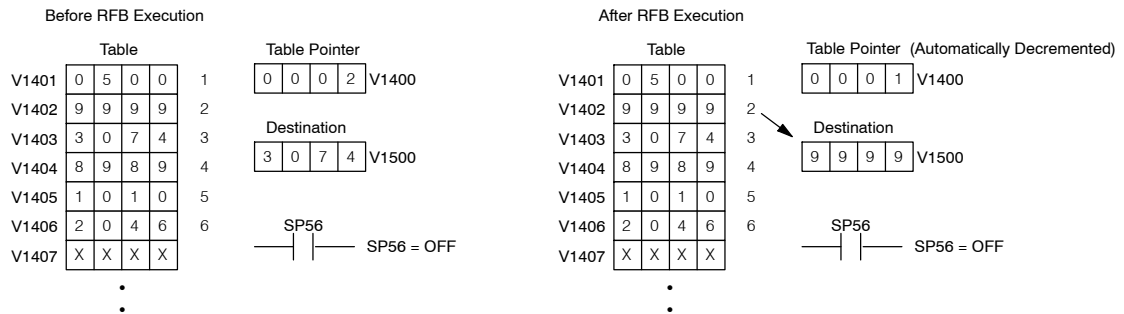 Before RFB Execution
Table
V1401 0 5 0 0 1
V1402 9 9 9 9 2
V1403 3 0 7 4 3
V1404 8 9 8 9 4
V1405 1 0 1 0 5
V1406 2 0 4 6 6
V1407 X X X X
Table Pointer
0 0 0 2 V1400
Destination
3 0 7 4 V1500
SP56
SP56 = OFF
After RFB Execution
Table
V1401 0 5 0 0 1
V1402 9 9 9 9 2
V1403 3 0 7 4 3
V1404 8 9 8 9 4
V1405 1 0 1 0 5
V1406 2 0 4 6 6
V1407 X X X X
Table Pointer (Automatically Decremented)
0 0 0 1 V1400
Destination
9 9 9 9 V1500
SP56
SP56 = OFF